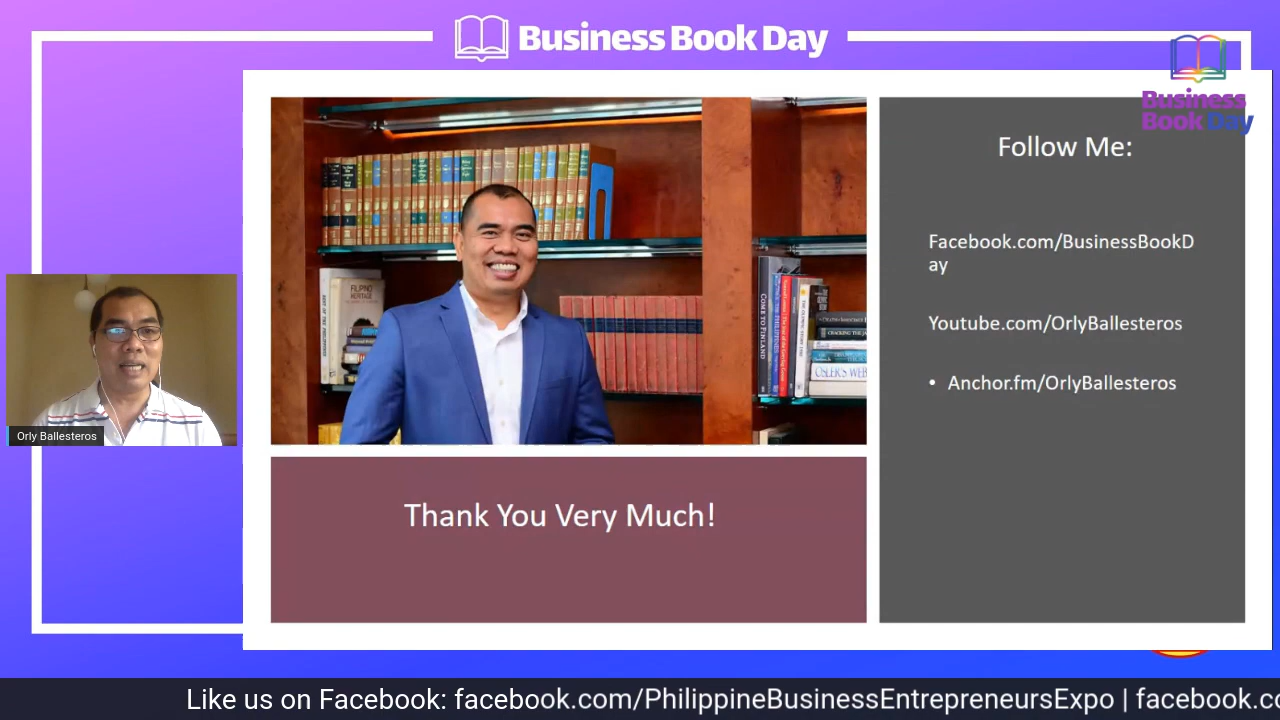 Business Book Day
Business
Book Day
Follow Me:
Facebook.com/BusinessBookD
ay
Youtube.com/OrlyBallesteros
• Anchor.fm/OrlyBallesteros
FILIPINO
HERITAGE
COME TO FINLAND
CRACKING THE
OSLER'S WEB
Orly Ballesteros
Thank You Very Much!
Like us on Facebook: facebook.com/PhilippineBusinessEntrepreneursExpo | facebook.co